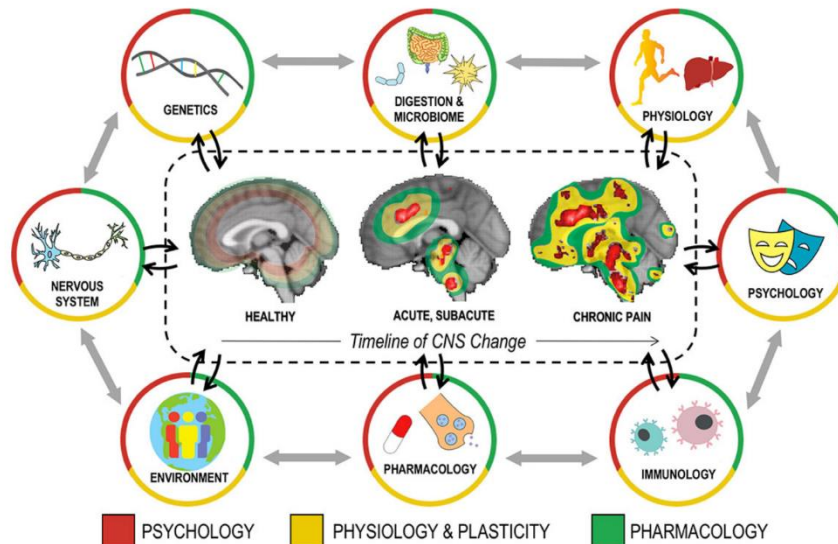 GENETICS
DIGESTION &
MICROBIOME
PHYSIOLOGY
NERVOUS
SYSTEM
PSYCHOLOGY
HEALTHY
ACUTE, SUBACUTE
CHRONIC PAIN
Timeline of CNS Change
ENVIRONMENT
PHARMACOLOGY
IMMUNOLOGY
PSYCHOLOGY
PHYSIOLOGY & PLASTICITY
PHARMACOLOGY